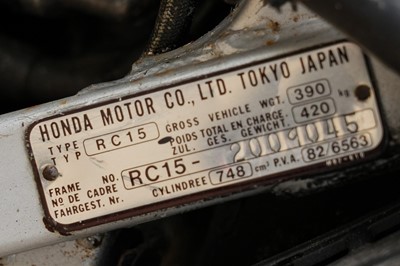 HONDA MOTOR CO., LTD. TOKYO JAPAN
TYPE TYP RC15 GROSS VEHICLE WGT. 390 kg
POIDS TOTAL EN CHARGE 420
ZUL. GES. GEWICHT
FRAME NO. RC15-2004045
Nº DE CADRE
FAHRGEST. Nr. CYLINDREE 748 cm³ P.V.A. 82/6563